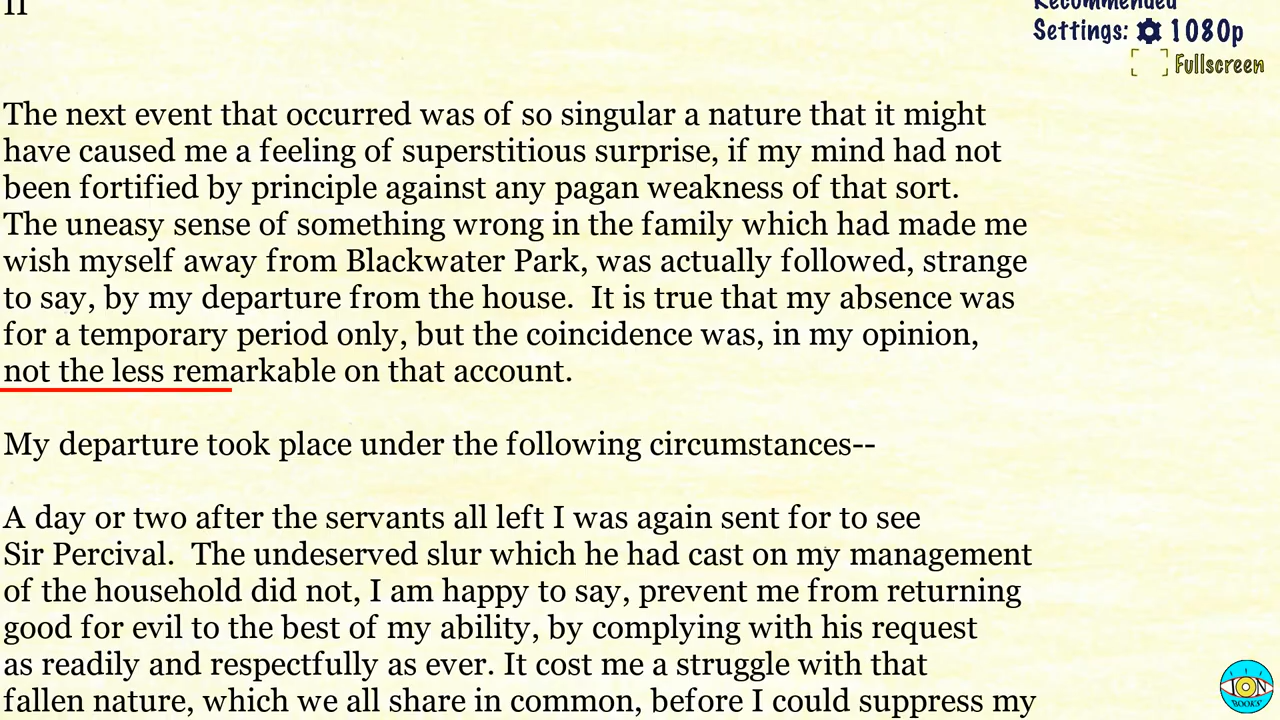 II
Recommended
Settings: 1080p
Fullscreen
The next event that occurred was of so singular a nature that it might
have caused me a feeling of superstitious surprise, if my mind had not
been fortified by principle against any pagan weakness of that sort.
The uneasy sense of something wrong in the family which had made me
wish myself away from Blackwater Park, was actually followed, strange
to say, by my departure from the house.  It is true that my absence was
for a temporary period only, but the coincidence was, in my opinion,
not the less remarkable on that account.
My departure took place under the following circumstances--
A day or two after the servants all left I was again sent for to see
Sir Percival.  The undeserved slur which he had cast on my management
of the household did not, I am happy to say, prevent me from returning
good for evil to the best of my ability, by complying with his request
as readily and respectfully as ever. It cost me a struggle with that
fallen nature, which we all share in common, before I could suppress my
ION
BOOKS